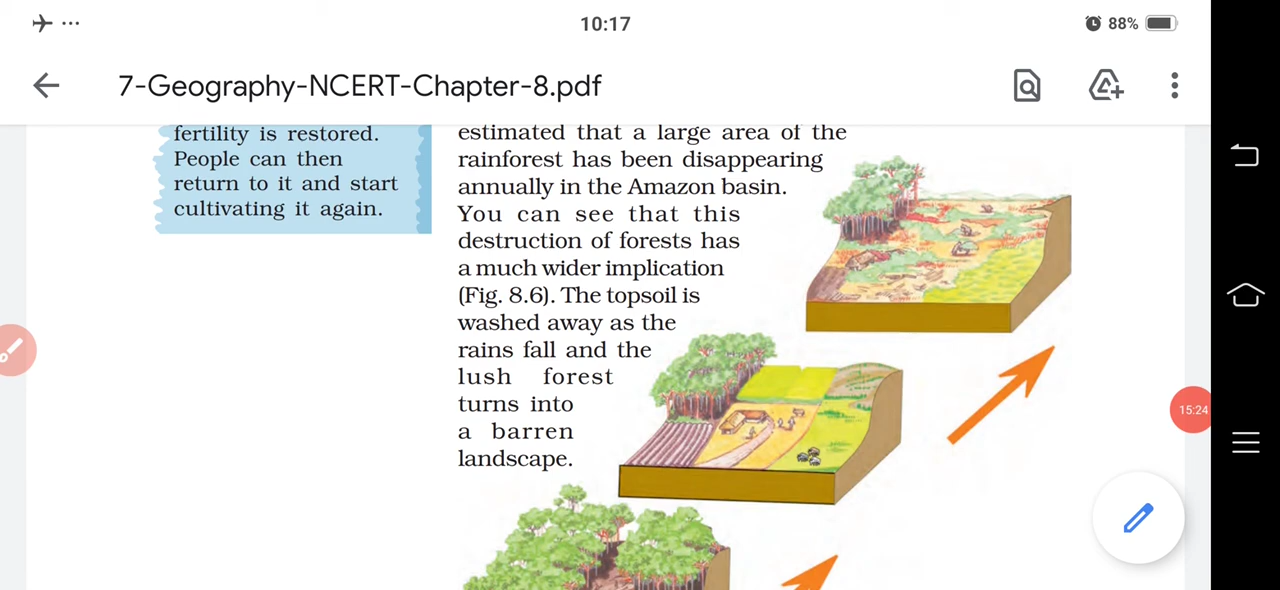 10:17
88%
7-Geography-NCERT-Chapter-8.pdf
fertility is restored.
People can then
return to it and start
cultivating it again.
estimated that a large area of the
rainforest has been disappearing
annually in the Amazon basin.
You can see that this
destruction of forests has
a much wider implication
(Fig. 8.6). The topsoil is
washed away as the
rains fall and the
lush forest
turns into
a barren
landscape.
15:24